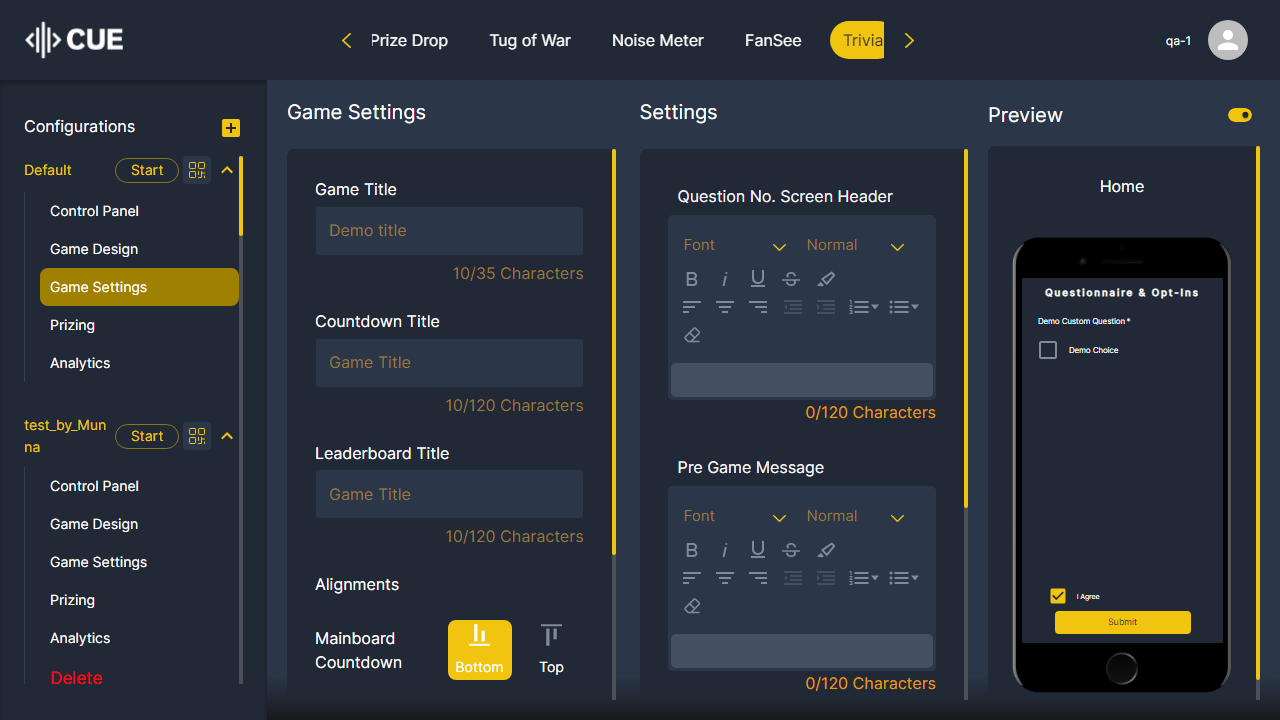 CUE
Prize Drop
Tug of War
Noise Meter
FanSee
Trivia
qa-1
Configurations
Default
Start
Control Panel
Game Design
Game Settings
Prizing
Analytics
test_by_Mun
na
Start
Control Panel
Game Design
Game Settings
Prizing
Analytics
Delete
Game Settings
Game Title
Demo title
10/35 Characters
Countdown Title
Game Title
10/120 Characters
Leaderboard Title
Game Title
10/120 Characters
Alignments
Mainboard
Countdown
Bottom
Top
Settings
Question No. Screen Header
Font
Normal
0/120 Characters
Pre Game Message
Font
Normal
0/120 Characters
Preview
Home
Questionnaire & Opt-Ins
Demo Custom Question *
Demo Choice
I Agree
Submit